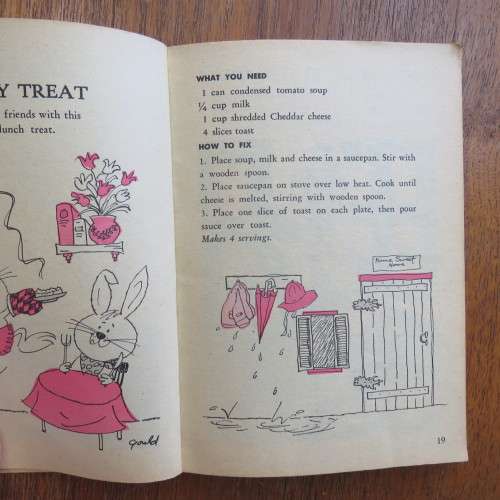 Y TREAT
friends with this
lunch treat.
Gould
WHAT YOU NEED
1 can condensed tomato soup
¼ cup milk
1 cup shredded Cheddar cheese
4 slices toast
HOW TO FIX
1. Place soup, milk and cheese in a saucepan. Stir with
a wooden spoon.
2. Place saucepan on stove over low heat. Cook until
cheese is melted, stirring with wooden spoon.
3. Place one slice of toast on each plate, then pour
sauce over toast.
Makes 4 servings.
Home Sweet
Home
19